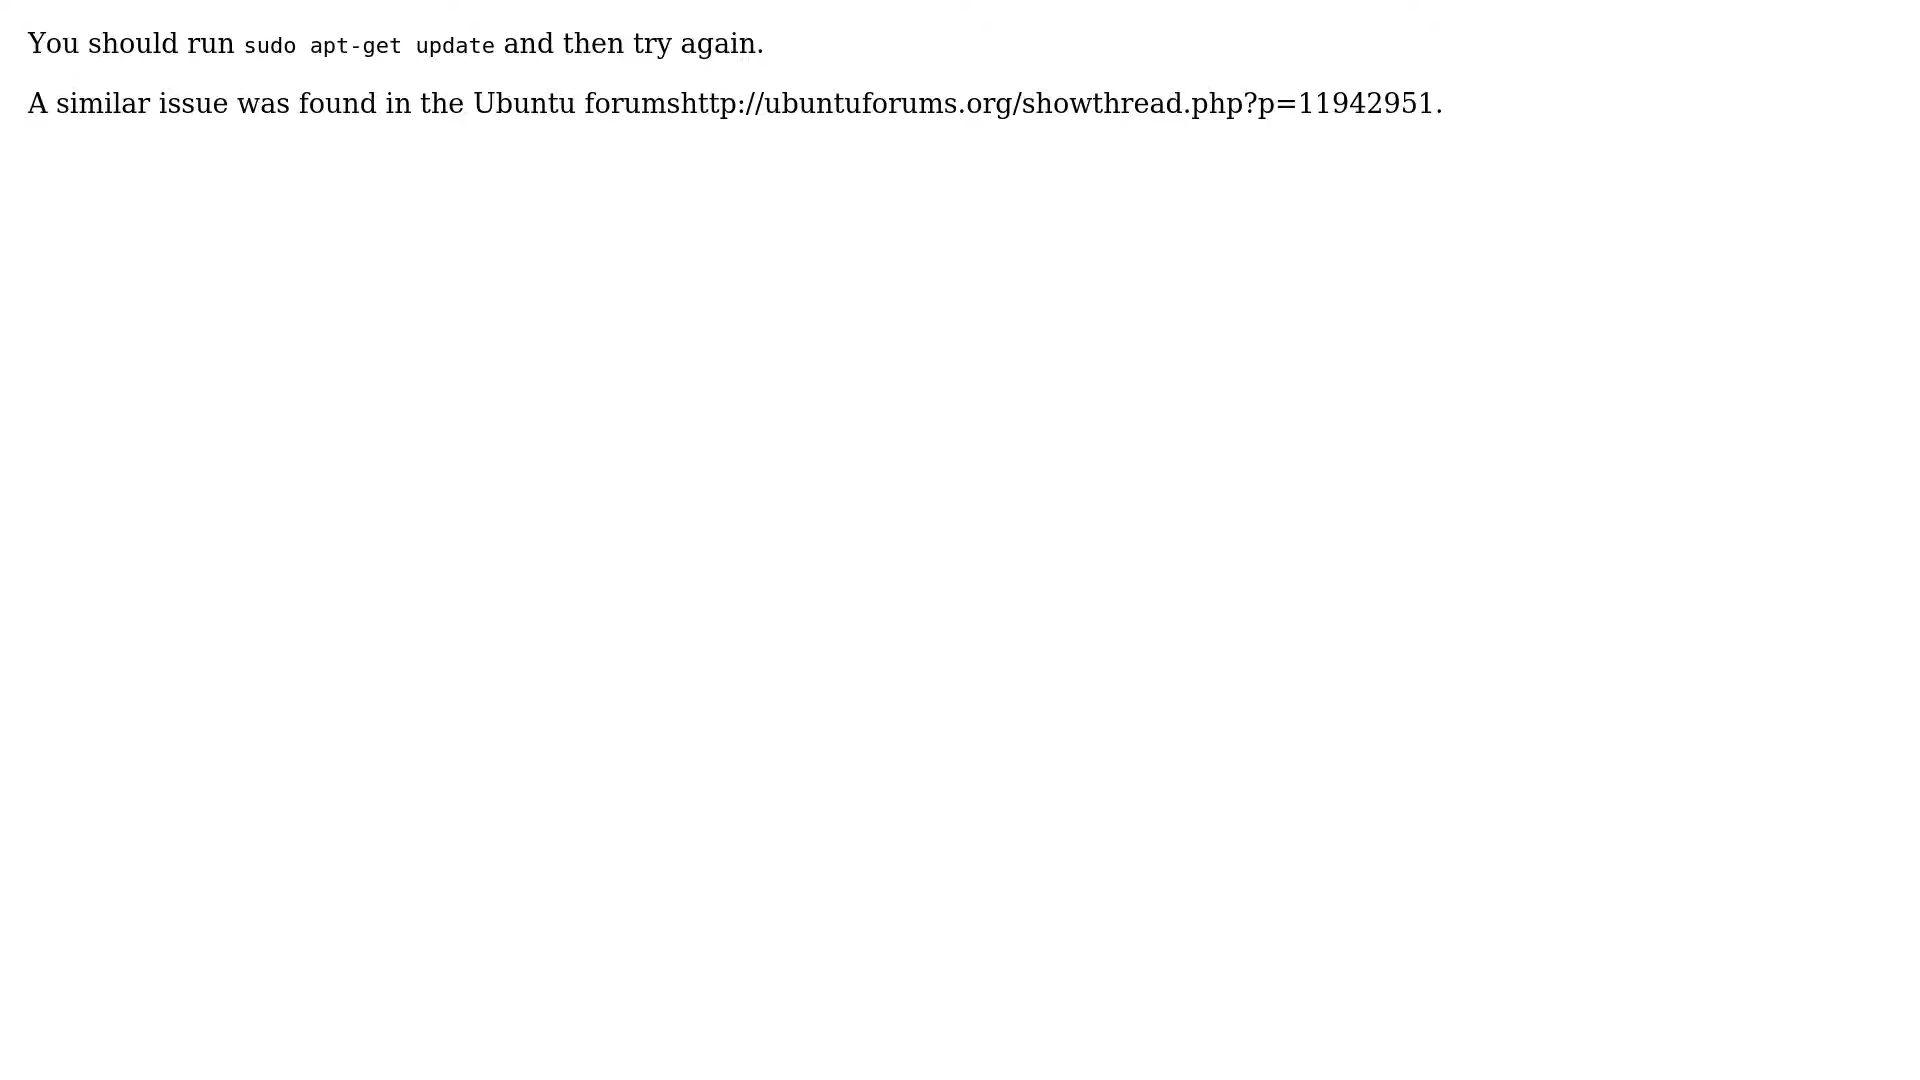 You should run sudo apt-get update and then try again.
A similar issue was found in the Ubuntu forumshttp://ubuntuforums.org/showthread.php?p=11942951.